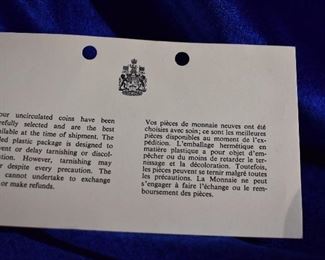 our uncirculated coins have been
refully selected and are the best
ailable at the time of shipment. The
led plastic package is designed to
vent or delay tarnishing or discol-
ation. However, tarnishing may
r despite every precaution. The
cannot undertake to exchange
or make refunds.
Vos pièces de monnaie neuves ont été
choisies avec soin; ce sont les meilleures
pièces disponibles au moment de l'ex-
pédition. L'emballage hermétique en
matière plastique a pour objet d'em-
pêcher ou du moins de retarder le ter-
nissage et la décoloration. Toutefois,
les pièces peuvent se ternir malgré toutes
les précautions. La Monnaie ne peut
s'engager à faire l'échange ou le rem-
boursement des pièces.